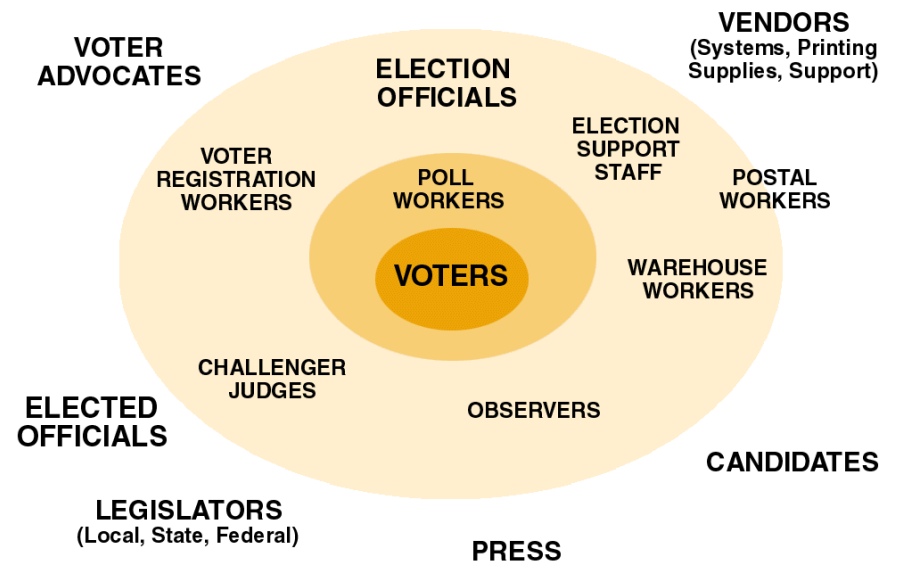 VOTER
ADVOCATES
VENDORS
(Systems, Printing
Supplies, Support)
ELECTION
OFFICIALS
ELECTION
SUPPORT
STAFF
VOTER
REGISTRATION
WORKERS
POLL
WORKERS
POSTAL
WORKERS
VOTERS
WAREHOUSE
WORKERS
CHALLENGER
JUDGES
OBSERVERS
ELECTED
OFFICIALS
CANDIDATES
LEGISLATORS
(Local, State, Federal)
PRESS